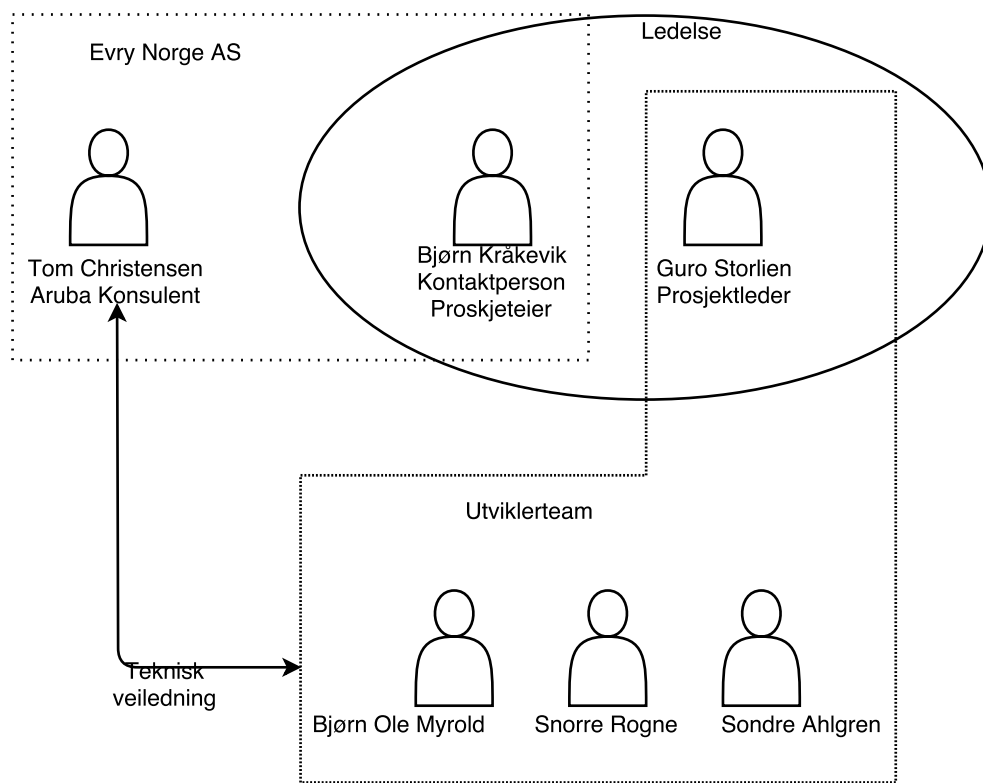 Ledelse
Evry Norge AS
Tom Christensen
Aruba Konsulent
Bjørn Kråkevik
Kontaktperson
Proskjeteier
Guro Storlien
Prosjektleder
Utviklerteam
Teknisk
veiledning
Bjørn Ole Myrold
Snorre Rogne
Sondre Ahlgren